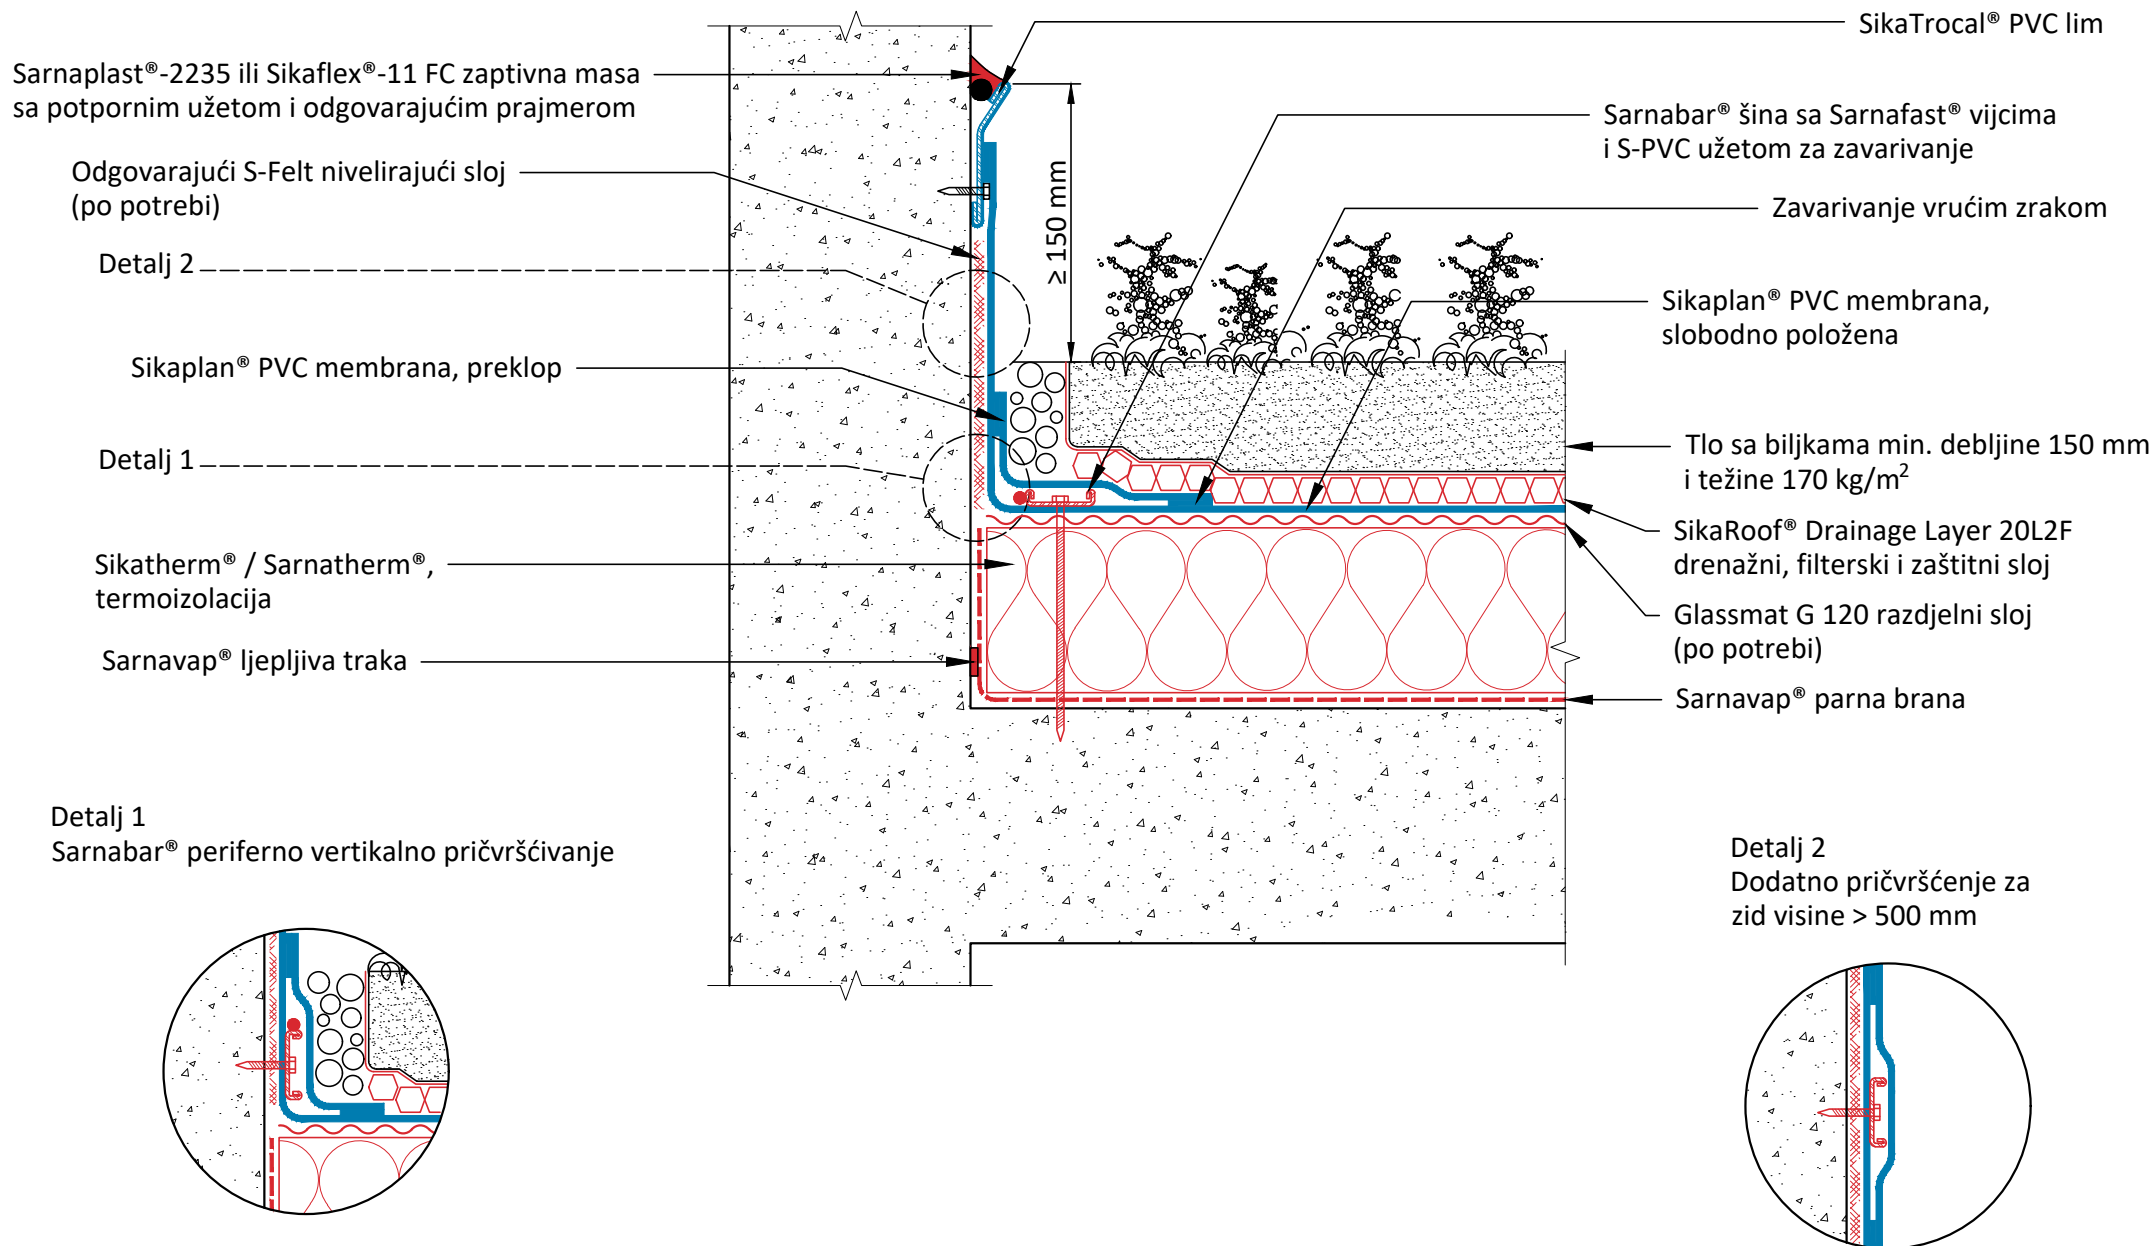 SikaTrocal® PVC lim
Sarnaplast®-2235 ili Sikaflex®-11 FC zaptivna masa
sa potpornim užetom i odgovarajućim prajmerom
Sarnabar® šina sa Sarnafast® vijcima
i S-PVC užetom za zavarivanje
Odgovarajući S-Felt nivelirajući sloj
(po potrebi)
≥ 150 mm
Zavarivanje vrućim zrakom
Detalj 2
Sikaplan® PVC membrana,
slobodno položena
Sikaplan® PVC membrana, preklop
Detalj 1
Tlo sa biljkama min. debljine 150 mm
i težine 170 kg/m²
SikaRoof® Drainage Layer 20L2F
drenažni, filterski i zaštitni sloj
Sikatherm® / Sarnatherm®,
termoizolacija
Glassmat G 120 razdjelni sloj
(po potrebi)
Sarnavap® ljepljiva traka
Sarnavap® parna brana
Detalj 1
Sarnabar® periferno vertikalno pričvršćivanje
Detalj 2
Dodatno pričvršćenje za
zid visine > 500 mm